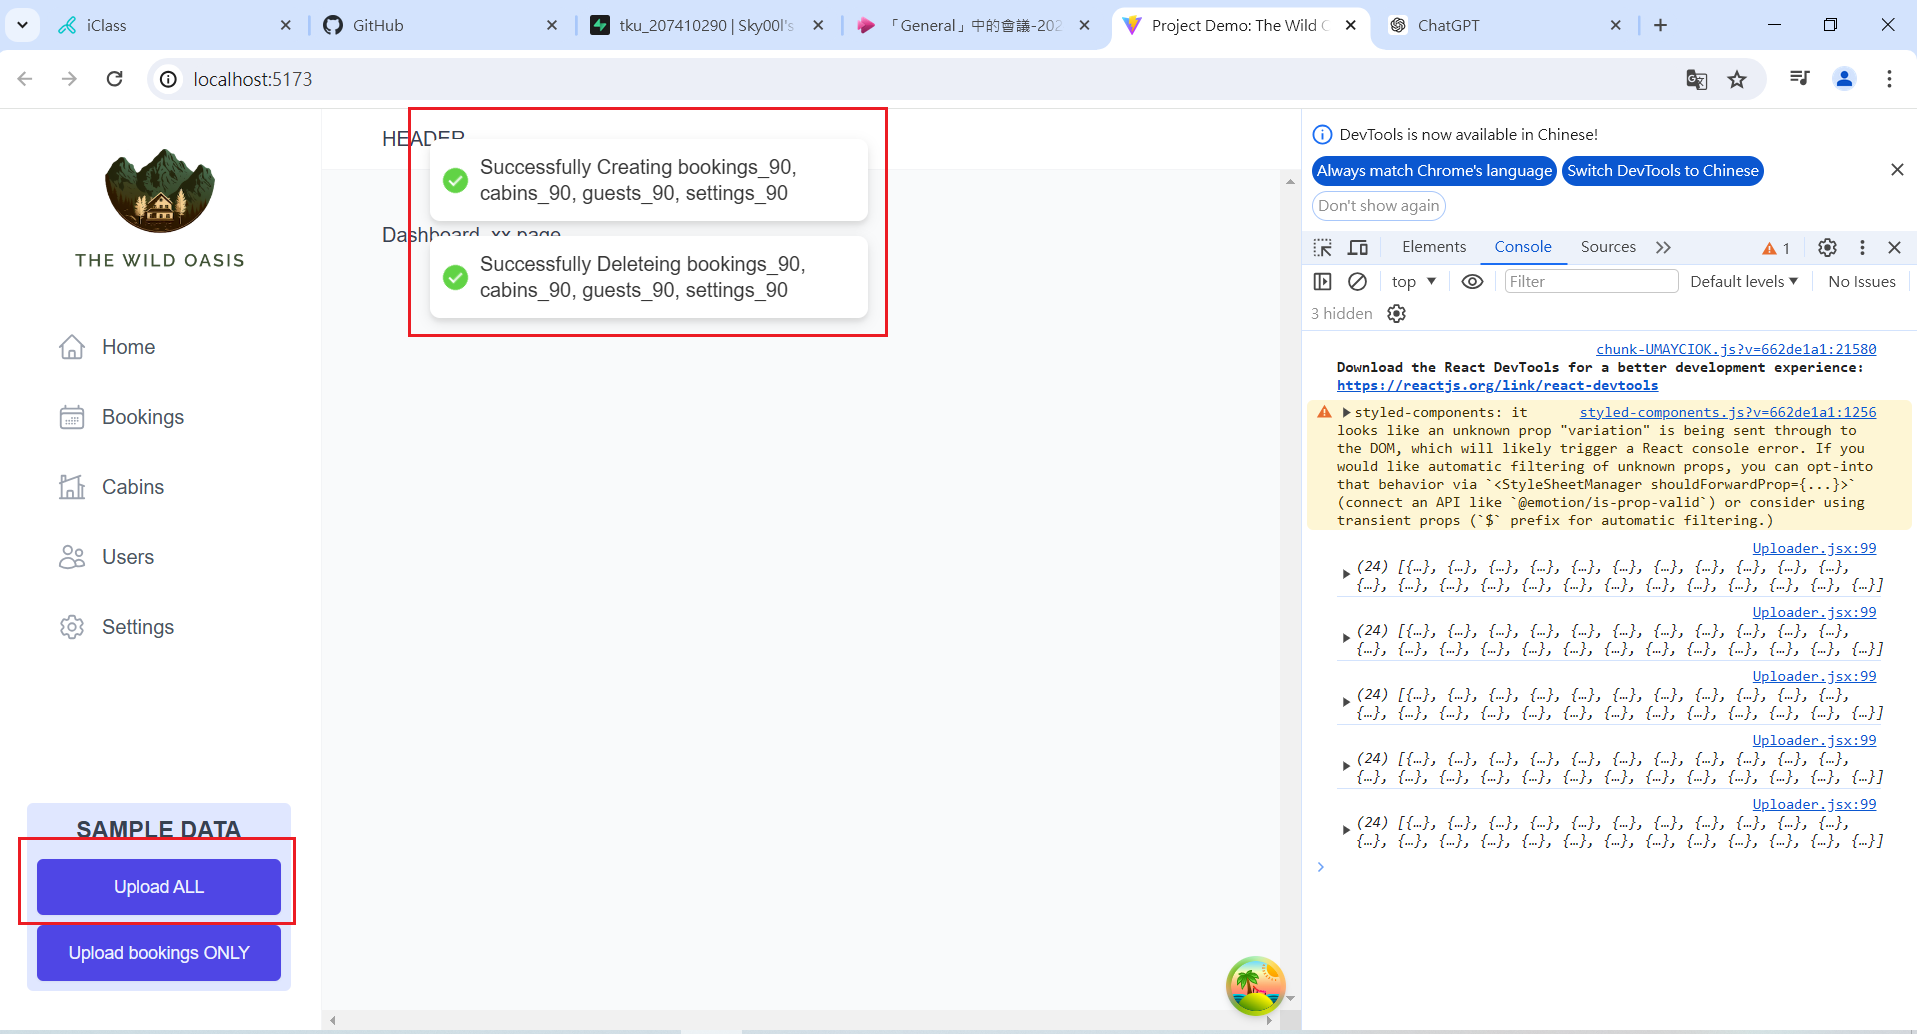 iClass
GitHub
tku_207410290 | Sky00l's
「General」中的會議-202
Project Demo: The Wild O
ChatGPT
localhost:5173
THE WILD OASIS
Home
Bookings
Cabins
Users
Settings
SAMPLE DATA
Upload ALL
Upload bookings ONLY
HEADER
Successfully Creating bookings_90,
cabins_90, guests_90, settings_90
Dashboard_xx page
Successfully Deleteing bookings_90,
cabins_90, guests_90, settings_90
DevTools is now available in Chinese!
Always match Chrome's language
Switch DevTools to Chinese
Don't show again
Elements
Console
Sources
1
top
Filter
Default levels
No Issues
3 hidden
chunk-UMAYCIOK.js?v=662de1a1:21580
Download the React DevTools for a better development experience:
https://reactjs.org/link/react-devtools
styled-components: it styled-components.js?v=662de1a1:1256
looks like an unknown prop "variation" is being sent through to
the DOM, which will likely trigger a React console error. If you
would like automatic filtering of unknown props, you can opt-into
that behavior via `<StyleSheetManager shouldForwardProp={...}>`
(connect an API like `@emotion/is-prop-valid`) or consider using
transient props (`$` prefix for automatic filtering.)
Uploader.jsx:99
(24) [{…}, {…}, {…}, {…}, {…}, {…}, {…}, {…}, {…}, {…}, {…},
{…}, {…}, {…}, {…}, {…}, {…}, {…}, {…}, {…}, {…}, {…}, {…}, {…}]
Uploader.jsx:99
(24) [{…}, {…}, {…}, {…}, {…}, {…}, {…}, {…}, {…}, {…}, {…},
{…}, {…}, {…}, {…}, {…}, {…}, {…}, {…}, {…}, {…}, {…}, {…}, {…}]
Uploader.jsx:99
(24) [{…}, {…}, {…}, {…}, {…}, {…}, {…}, {…}, {…}, {…}, {…},
{…}, {…}, {…}, {…}, {…}, {…}, {…}, {…}, {…}, {…}, {…}, {…}, {…}]
Uploader.jsx:99
(24) [{…}, {…}, {…}, {…}, {…}, {…}, {…}, {…}, {…}, {…}, {…},
{…}, {…}, {…}, {…}, {…}, {…}, {…}, {…}, {…}, {…}, {…}, {…}, {…}]
Uploader.jsx:99
(24) [{…}, {…}, {…}, {…}, {…}, {…}, {…}, {…}, {…}, {…}, {…},
{…}, {…}, {…}, {…}, {…}, {…}, {…}, {…}, {…}, {…}, {…}, {…}, {…}]